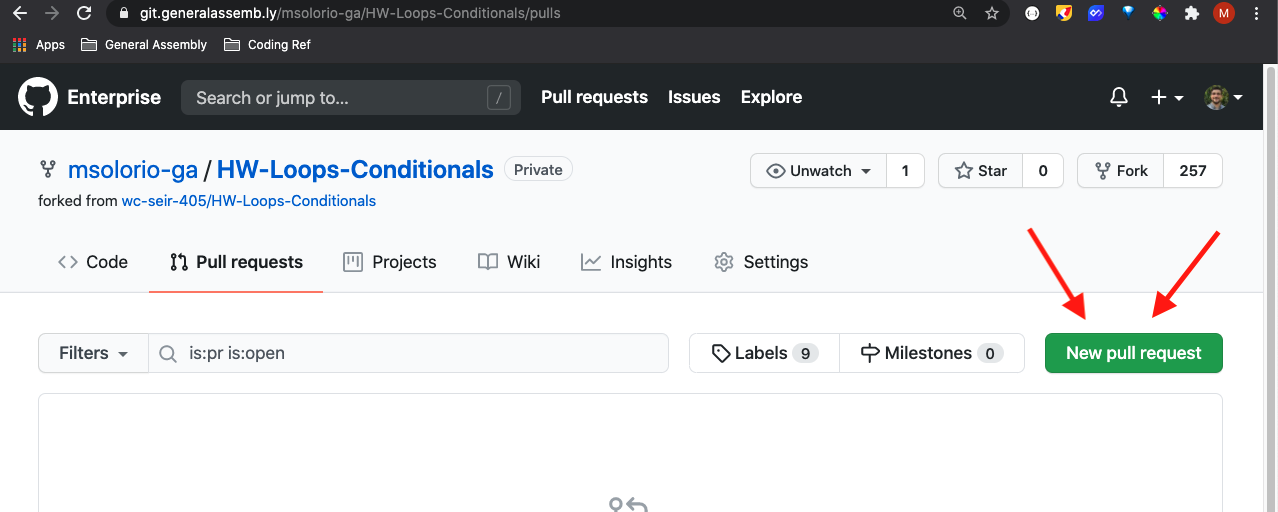 git.generalassemb.ly/msolorio-ga/HW-Loops-Conditionals/pulls
M
Apps General Assembly Coding Ref
Enterprise Search or jump to... / Pull requests Issues Explore
msolorio-ga / HW-Loops-Conditionals Private Unwatch 1 Star 0 Fork 257
forked from wc-seir-405/HW-Loops-Conditionals
Code Pull requests Projects Wiki Insights Settings
Filters is:pr is:open Labels 9 Milestones 0 New pull request